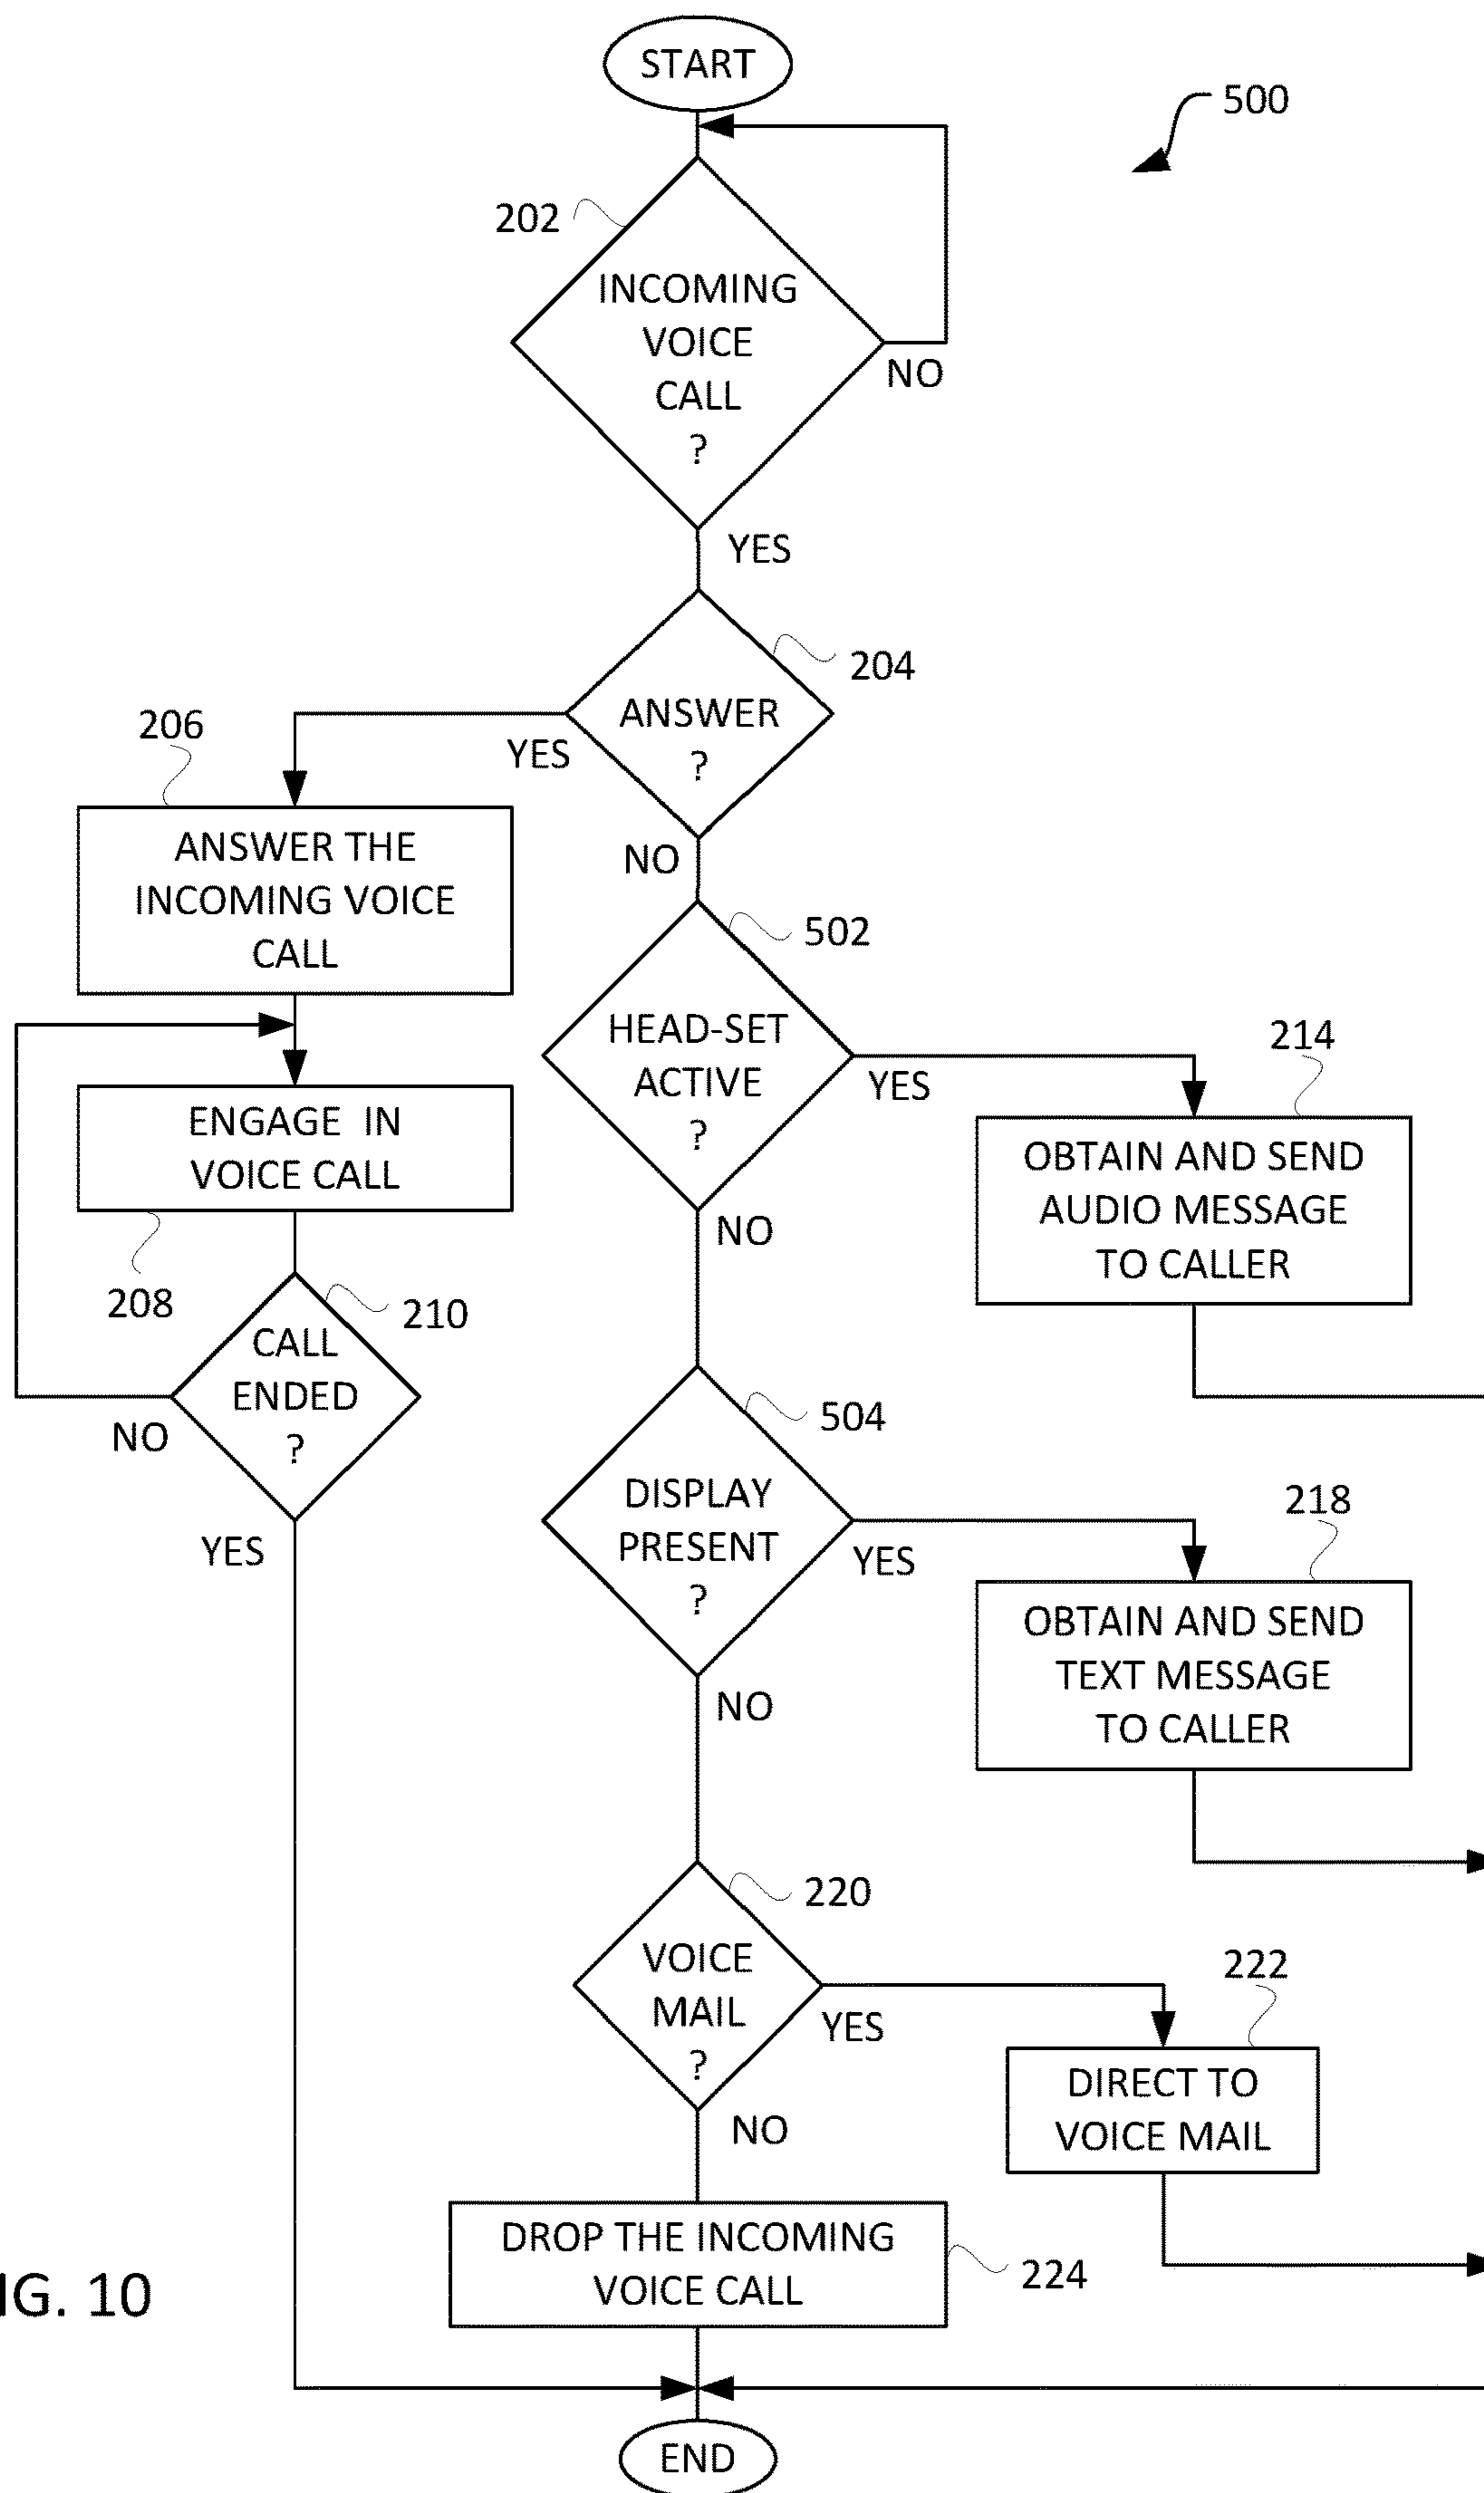 START
500
202
INCOMING
VOICE
CALL
?
NO
YES
204
ANSWER
?
YES
NO
206
ANSWER THE
INCOMING VOICE
CALL
502
HEAD-SET
ACTIVE
?
YES
NO
214
OBTAIN AND SEND
AUDIO MESSAGE
TO CALLER
ENGAGE IN
VOICE CALL
208
210
CALL
ENDED
?
NO
YES
504
DISPLAY
PRESENT
?
YES
NO
218
OBTAIN AND SEND
TEXT MESSAGE
TO CALLER
220
VOICE
MAIL
?
YES
NO
222
DIRECT TO
VOICE MAIL
DROP THE INCOMING
VOICE CALL
224
IG. 10
END